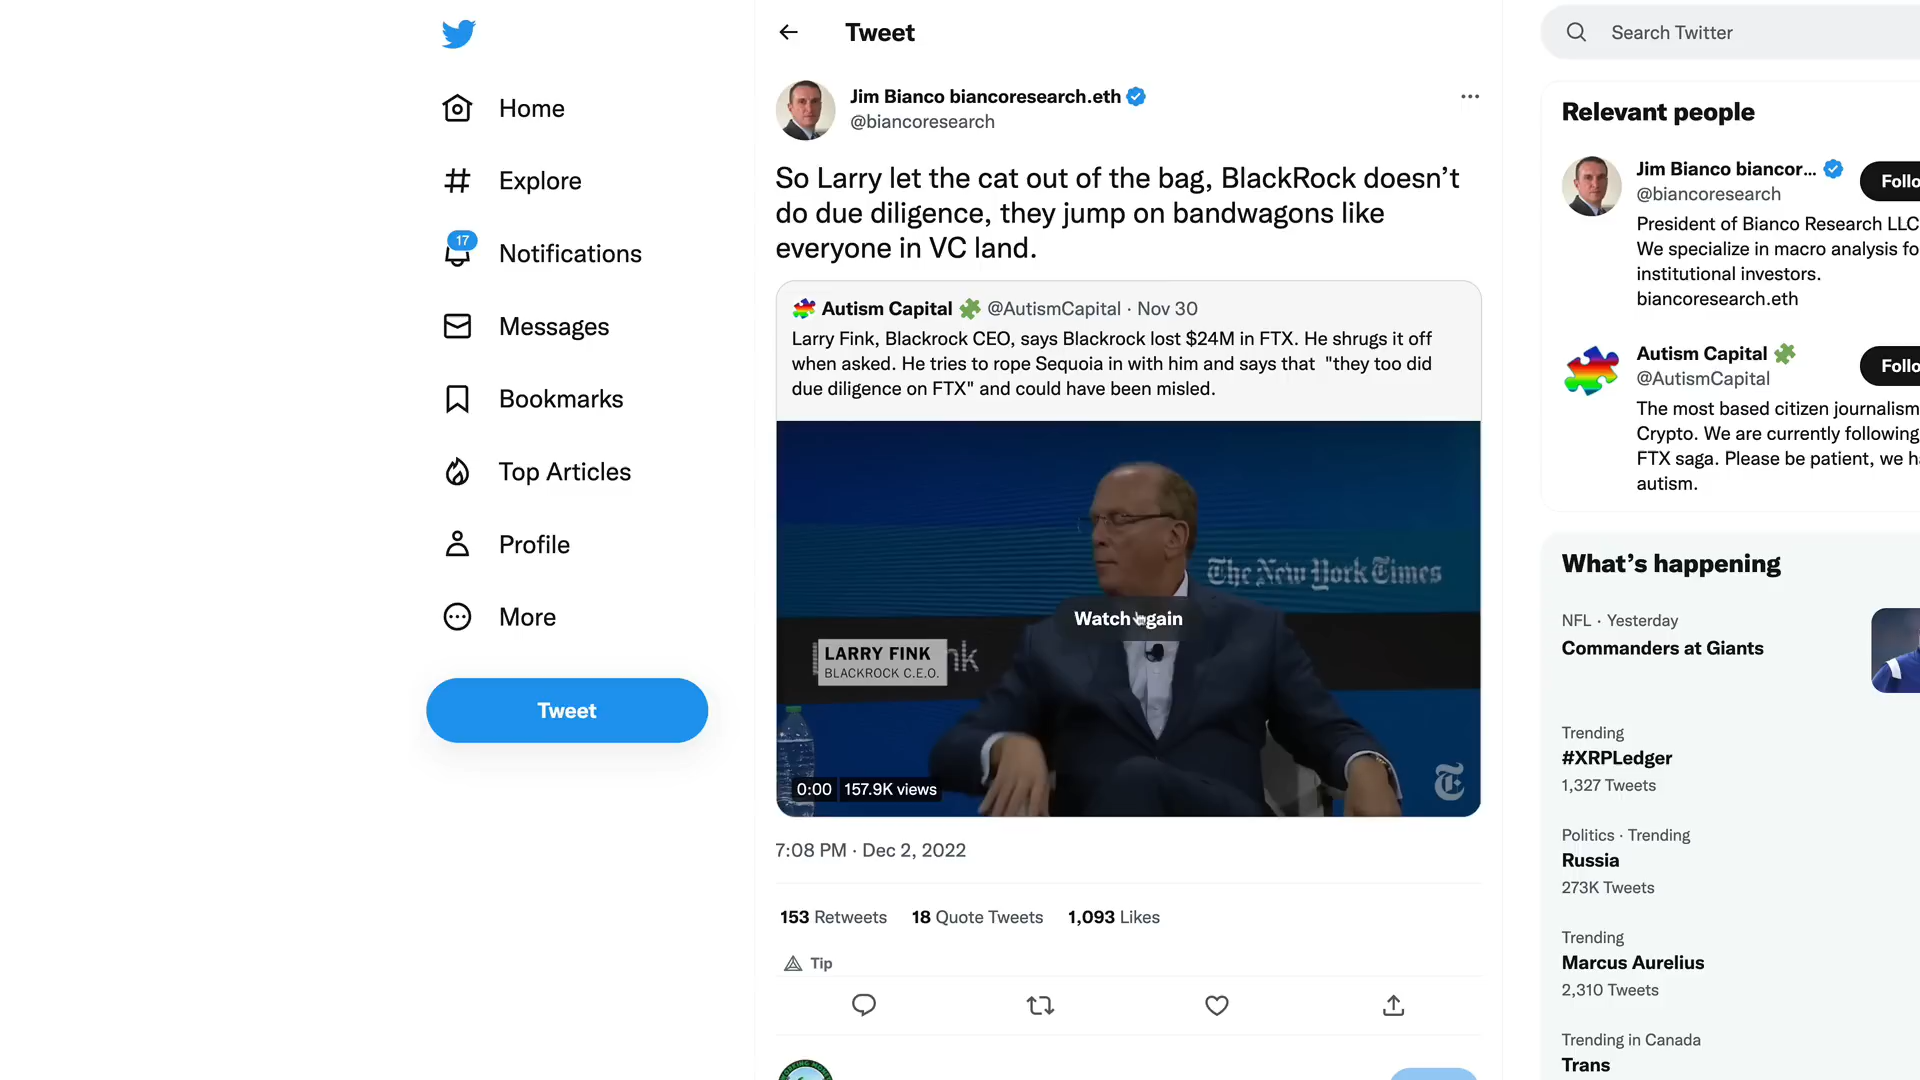 Tweet
Search Twitter
Home
Explore
17
Notifications
Messages
Bookmarks
Top Articles
Profile
More
Tweet
Jim Bianco biancoresearch.eth
@biancoresearch
So Larry let the cat out of the bag, BlackRock doesn’t
do due diligence, they jump on bandwagons like
everyone in VC land.
Autism Capital @AutismCapital · Nov 30
Larry Fink, Blackrock CEO, says Blackrock lost $24M in FTX. He shrugs it off
when asked. He tries to rope Sequoia in with him and says that "they too did
due diligence on FTX" and could have been misled.
The New York Times
Watch again
LARRY FINK
BLACKROCK C.E.O.
nk
0:00 157.9K views
7:08 PM · Dec 2, 2022
153 Retweets 18 Quote Tweets 1,093 Likes
Tip
Relevant people
Jim Bianco biancor...
@biancoresearch
Follo
President of Bianco Research LLC
We specialize in macro analysis fo
institutional investors.
biancoresearch.eth
Autism Capital
@AutismCapital
Follo
The most based citizen journalism
Crypto. We are currently following
FTX saga. Please be patient, we ha
autism.
What’s happening
NFL · Yesterday
Commanders at Giants
Trending
#XRPLedger
1,327 Tweets
Politics · Trending
Russia
273K Tweets
Trending
Marcus Aurelius
2,310 Tweets
Trending in Canada
Trans